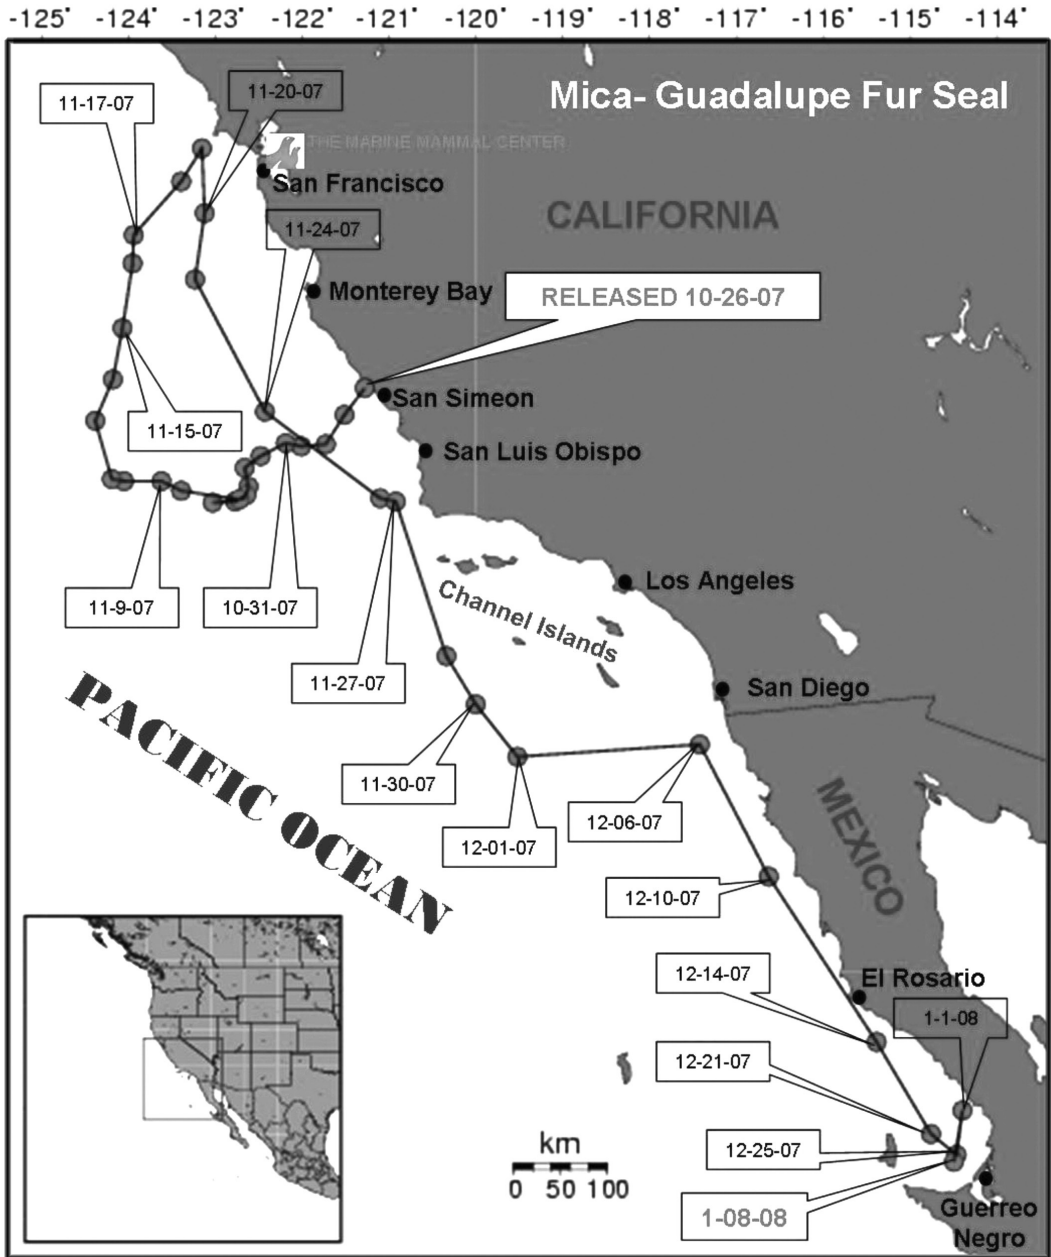 -125° -124° -123° -122° -121° -120° -119° -118° -117° -116° -115° -114°
Mica- Guadalupe Fur Seal
11-17-07
11-20-07
THE MARINE MAMMAL CENTER
San Francisco
CALIFORNIA
11-24-07
Monterey Bay
RELEASED 10-26-07
San Simeon
11-15-07
San Luis Obispo
Los Angeles
11-9-07
10-31-07
Channel Islands
11-27-07
San Diego
PACIFIC OCEAN
11-30-07
12-06-07
MEXICO
12-01-07
12-10-07
12-14-07
El Rosario
1-1-08
12-21-07
12-25-07
km
0 50 100
1-08-08
Guerreo
Negro